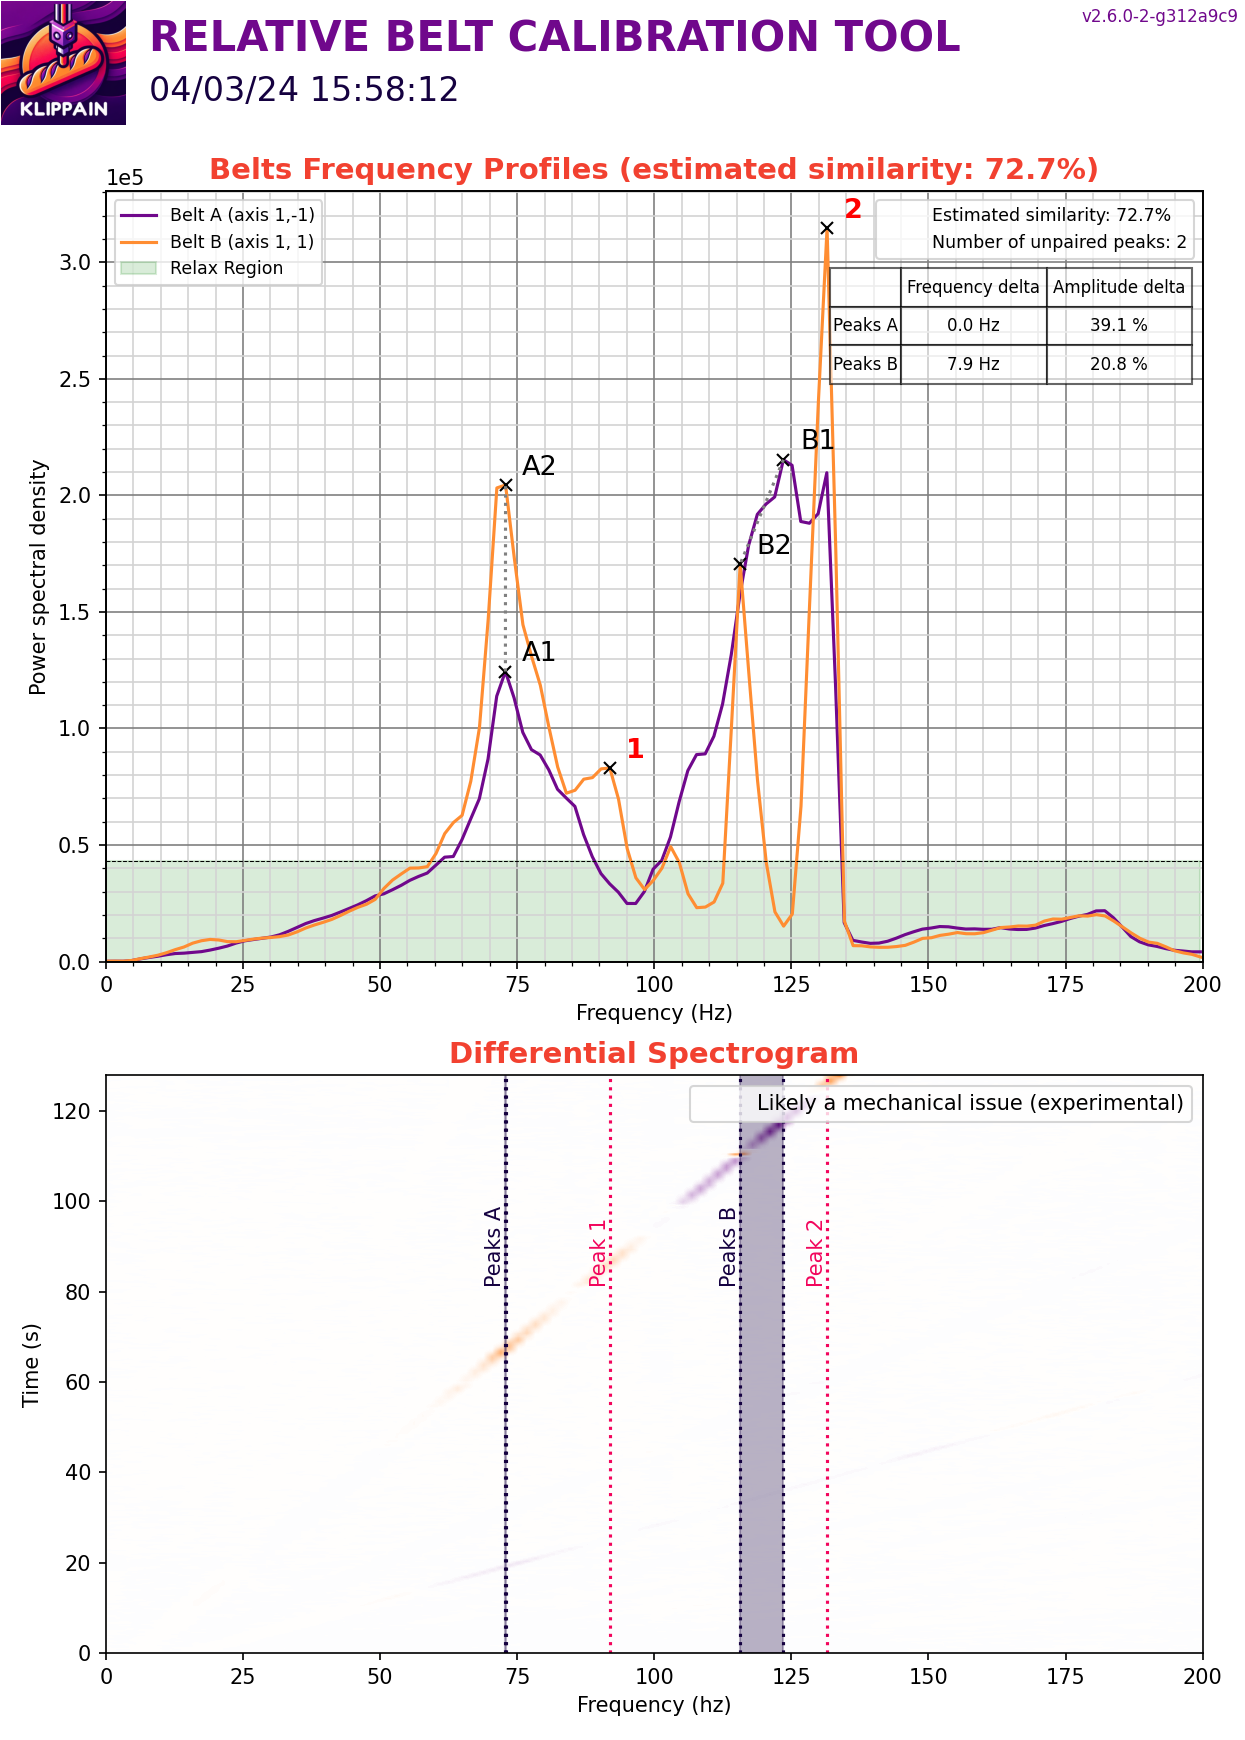 KLIPPAIN
RELATIVE BELT CALIBRATION TOOL
v2.6.0-2-g312a9c9
04/03/24 15:58:12
Belts Frequency Profiles (estimated similarity: 72.7%)
1e5
Belt A (axis 1,-1)
Belt B (axis 1, 1)
Relax Region
Estimated similarity: 72.7%
Number of unpaired peaks: 2
Frequency delta Amplitude delta
Peaks A 0.0 Hz 39.1 %
Peaks B 7.9 Hz 20.8 %
2
B1
A2
B2
A1
1
3.0
2.5
2.0
1.5
1.0
0.5
0.0
Power spectral density
0 25 50 75 100 125 150 175 200
Frequency (Hz)
Differential Spectrogram
Likely a mechanical issue (experimental)
Peaks A
Peak 1
Peaks B
Peak 2
120
100
80
60
40
20
0
Time (s)
0 25 50 75 100 125 150 175 200
Frequency (hz)